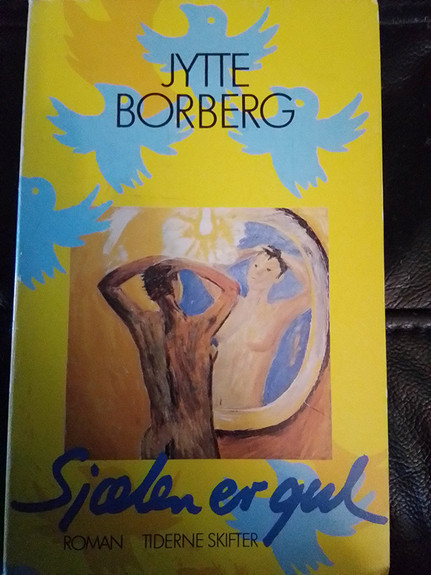 JYTTE
BORBERG
Sjælen er gul
ROMAN TIDERNE SKIFTER